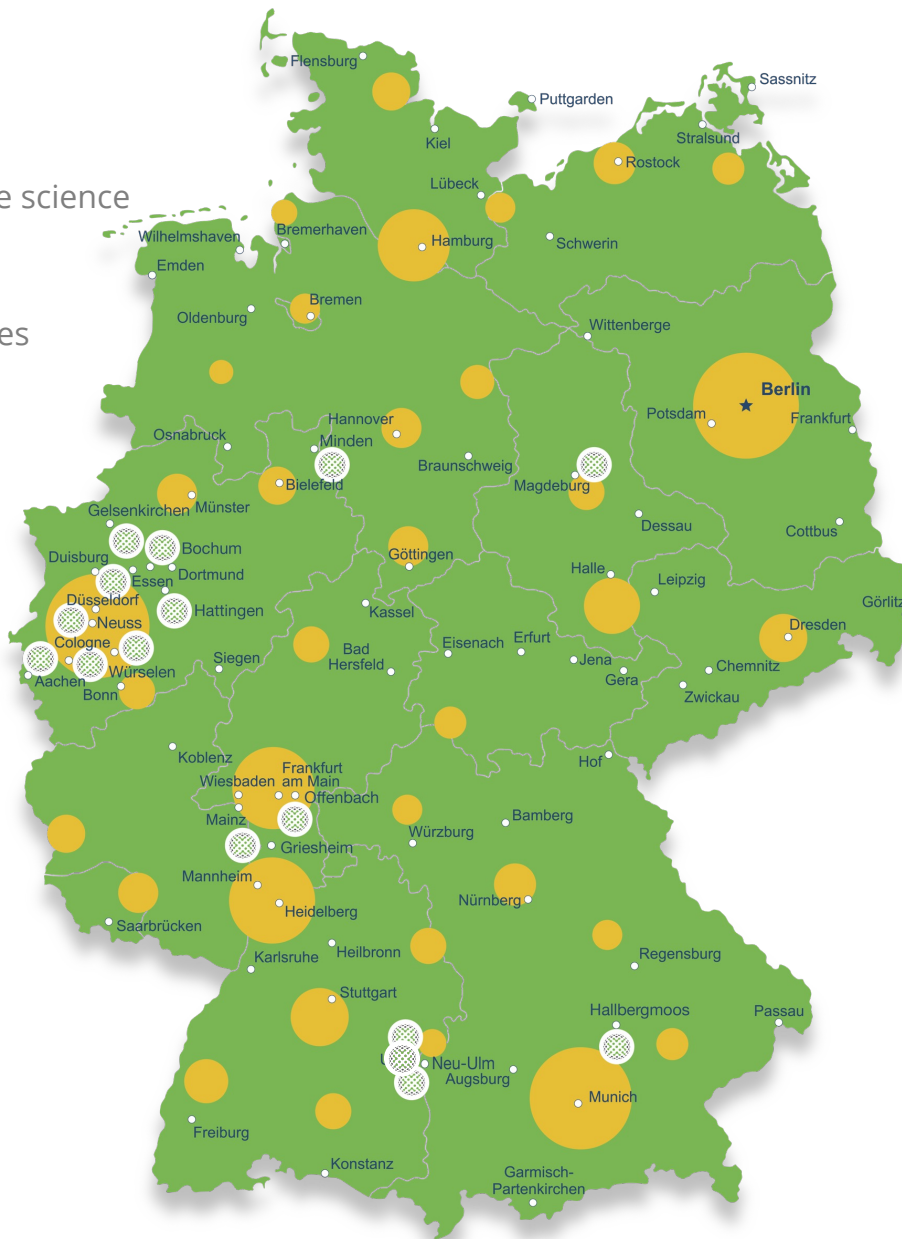 Flensburg
Sassnitz
Puttgarden
Kiel
Stralsund
Rostock
e science
Lübeck
Wilhelmshaven
Bremerhaven
Hamburg
Schwerin
Emden
Bremen
Oldenburg
es
Wittenberge
Berlin
Hannover
Potsdam
Frankfurt
Osnabruck
Minden
Braunschweig
Bielefeld
Magdeburg
Münster
Gelsenkirchen
Dessau
Cottbus
Bochum
Duisburg
Göttingen
Essen
Dortmund
Halle
Leipzig
Düsseldorf
Hattingen
Kassel
Görlitz
Neuss
Dresden
Cologne
Eisenach
Erfurt
Bad
Hersfeld
Siegen
Jena
Chemnitz
Würselen
Gera
Aachen
Bonn
Zwickau
Koblenz
Hof
Frankfurt
am Main
Wiesbaden
Offenbach
Mainz
Bamberg
Würzburg
Griesheim
Mannheim
Nürnberg
Heidelberg
Saarbrücken
Heilbronn
Karlsruhe
Regensburg
Stuttgart
Hallbergmoos
Passau
U
Neu-Ulm
Augsburg
Munich
Freiburg
Konstanz
Garmisch-
Partenkirchen